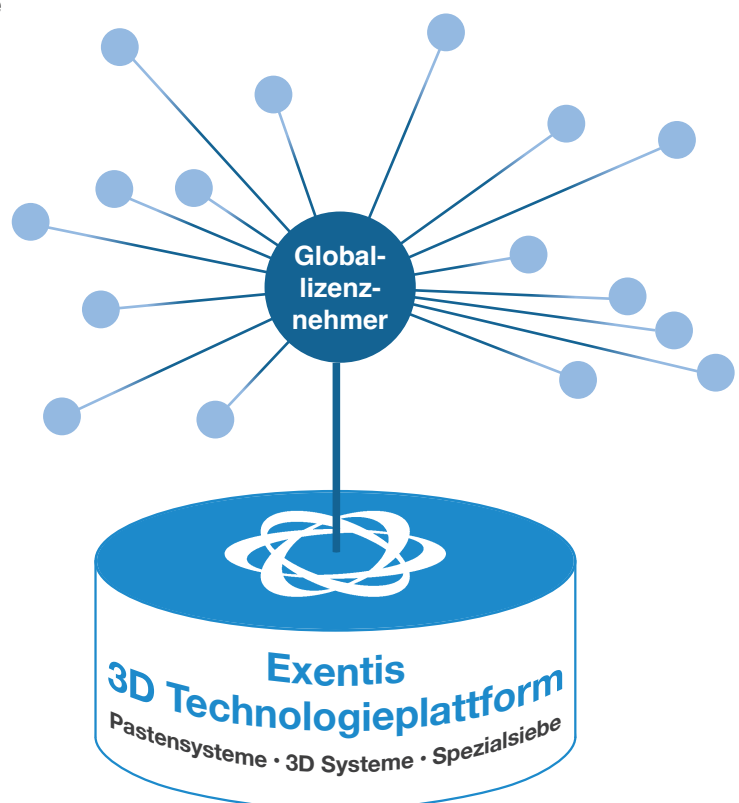 Global-
lizenz-
nehmer
Exentis
3D Technologieplattform
Pastensysteme · 3D Systeme · Spezialsiebe